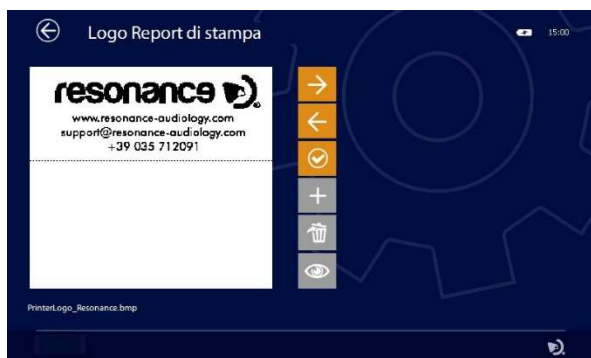 Logo Report di stampa
15:00
resonance
www.resonance-audiology.com
support@resonance-audiology.com
+39 035 712091
PrinterLogo_Resonance.bmp